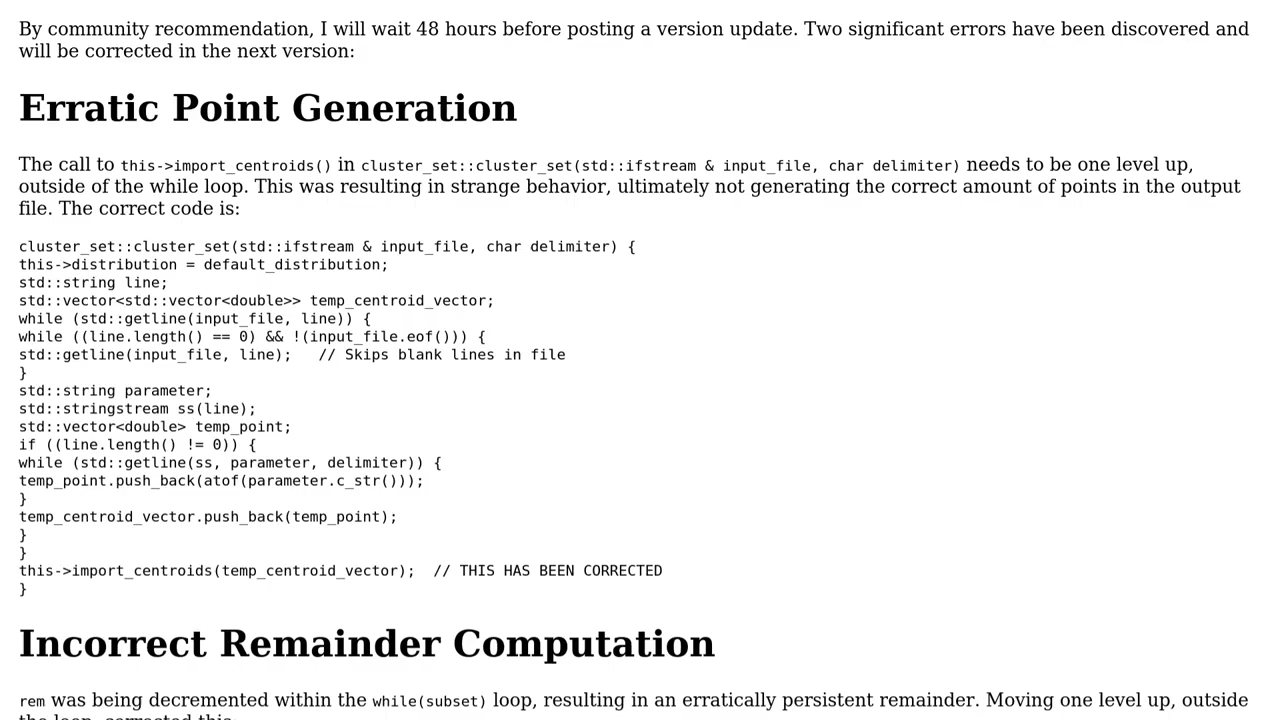 By community recommendation, I will wait 48 hours before posting a version update. Two significant errors have been discovered and
will be corrected in the next version:
Erratic Point Generation
The call to this->import_centroids() in cluster_set::cluster_set(std::ifstream & input_file, char delimiter) needs to be one level up,
outside of the while loop. This was resulting in strange behavior, ultimately not generating the correct amount of points in the output
file. The correct code is:
cluster_set::cluster_set(std::ifstream & input_file, char delimiter) {
this->distribution = default_distribution;
std::string line;
std::vector<std::vector<double>> temp_centroid_vector;
while (std::getline(input_file, line)) {
while ((line.length() == 0) && !(input_file.eof())) {
std::getline(input_file, line);   // Skips blank lines in file
}
std::string parameter;
std::stringstream ss(line);
std::vector<double> temp_point;
if ((line.length() != 0)) {
while (std::getline(ss, parameter, delimiter)) {
temp_point.push_back(atof(parameter.c_str()));
}
temp_centroid_vector.push_back(temp_point);
}
}
this->import_centroids(temp_centroid_vector);  // THIS HAS BEEN CORRECTED
}
Incorrect Remainder Computation
rem was being decremented within the while(subset) loop, resulting in an erratically persistent remainder. Moving one level up, outside
the loop, corrected this: